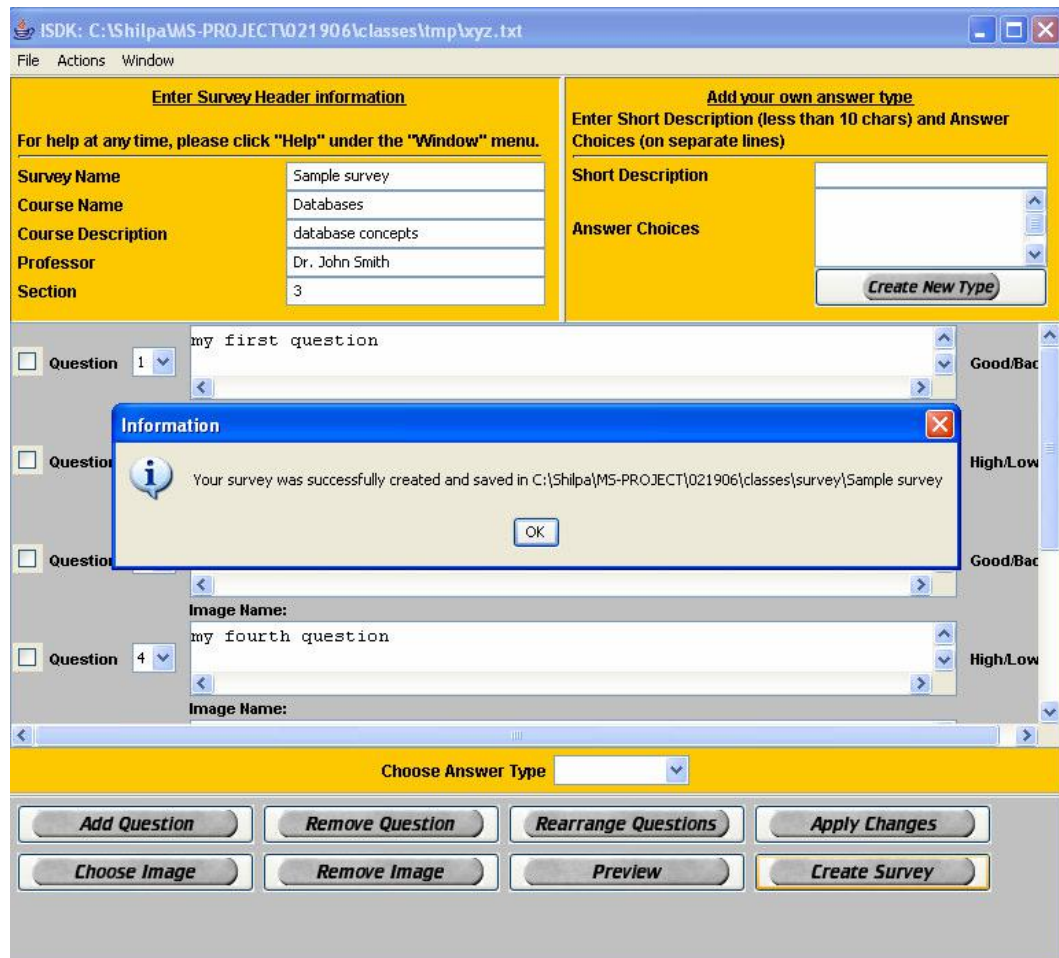 ISDK: C:\Shilpa\MS-PROJECT\021906\classes\tmp\xyz.txt
File Actions Window
Enter Survey Header information
For help at any time, please click "Help" under the "Window" menu.
Survey Name Sample survey
Course Name Databases
Course Description database concepts
Professor Dr. John Smith
Section 3
Add your own answer type
Enter Short Description (less than 10 chars) and Answer
Choices (on separate lines)
Short Description
Answer Choices
Create New Type
my first question
Question 1 Good/Bad
Information
Your survey was successfully created and saved in C:\Shilpa\MS-PROJECT\021906\classes\survey\Sample survey
OK
High/Low
Good/Bac
Image Name:
my fourth question
Question 4 High/Low
Image Name:
Choose Answer Type
Add Question Remove Question Rearrange Questions Apply Changes
Choose Image Remove Image Preview Create Survey